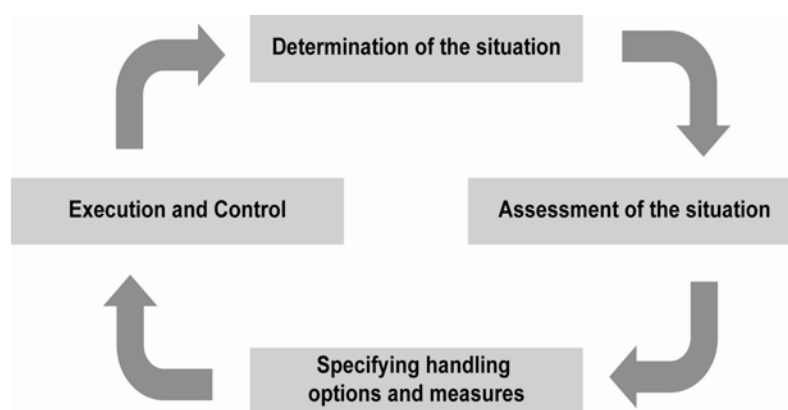 Determination of the situation
Execution and Control
Assessment of the situation
Specifying handling
options and measures